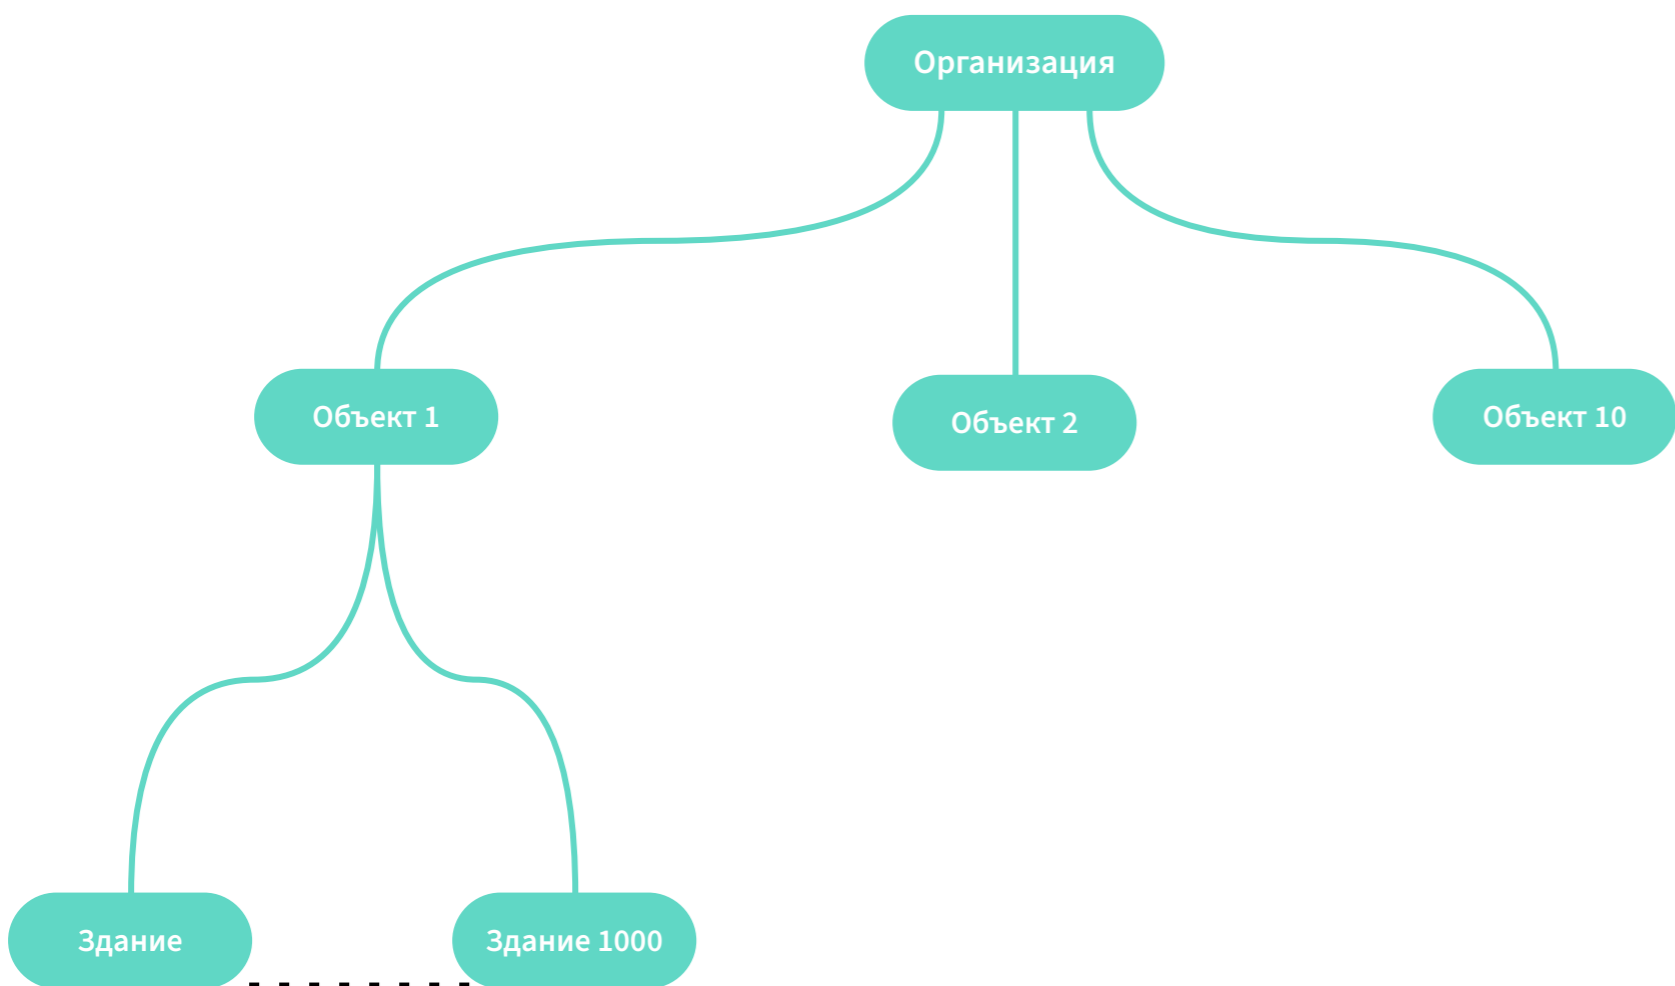 Организация
Объект 1
Объект 2
Объект 10
Здание
Здание 1000